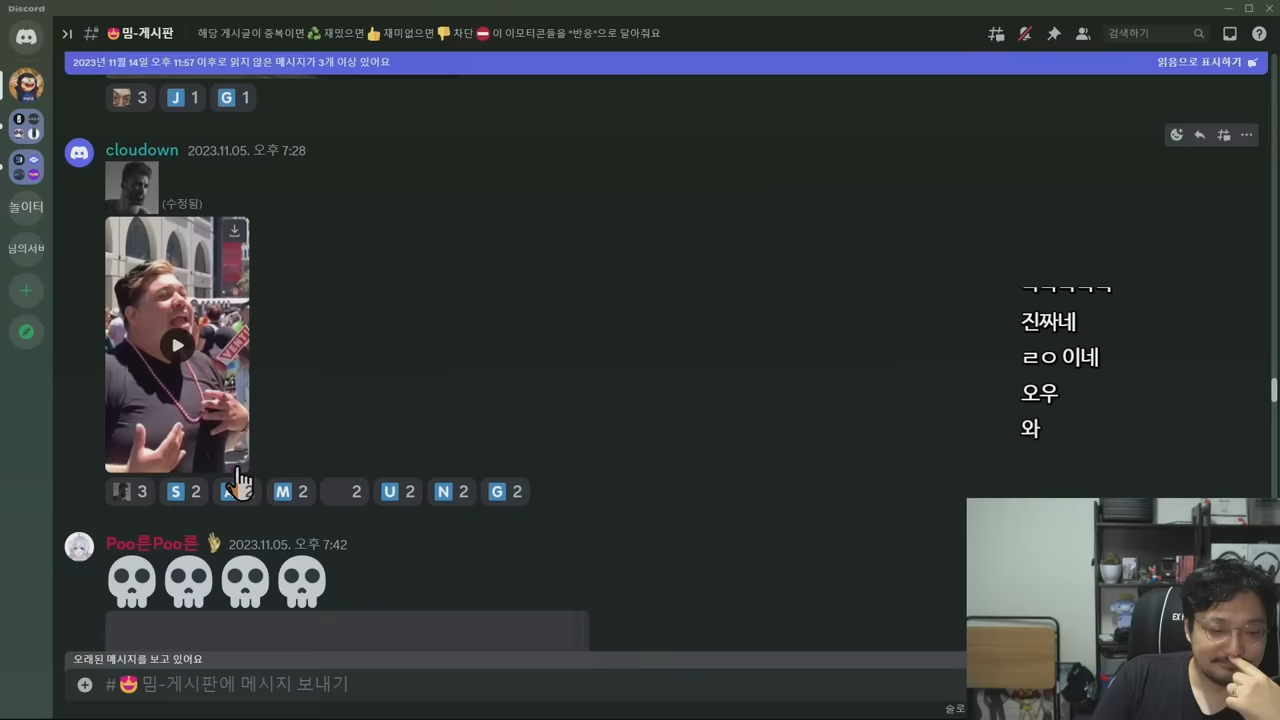 Discord
밈-게시판
해당 게시글이 중복이면 ♻️ 재밌으면 👍 재미없으면 👎 차단 ⛔ 이 이모티콘들을 "반응"으로 달아줘요
검색하기
2023년 11월 14일 오후 11:57 이후로 읽지 않은 메시지가 3개 이상 있어요
읽음으로 표시하기
3 J 1 G 1
cloudown 2023.11.05. 오후 7:28
(수정됨)
놀이터
님의서버
ㅋㅋㅋㅋㅋ
진짜네
ㄹㅇ 이네
오우
와
3 S 2 2 M 2 2 U 2 N 2 G 2
Poo른Poo른 2023.11.05. 오후 7:42
오래된 메시지를 보고 있어요
#😍밈-게시판에 메시지 보내기
슬로